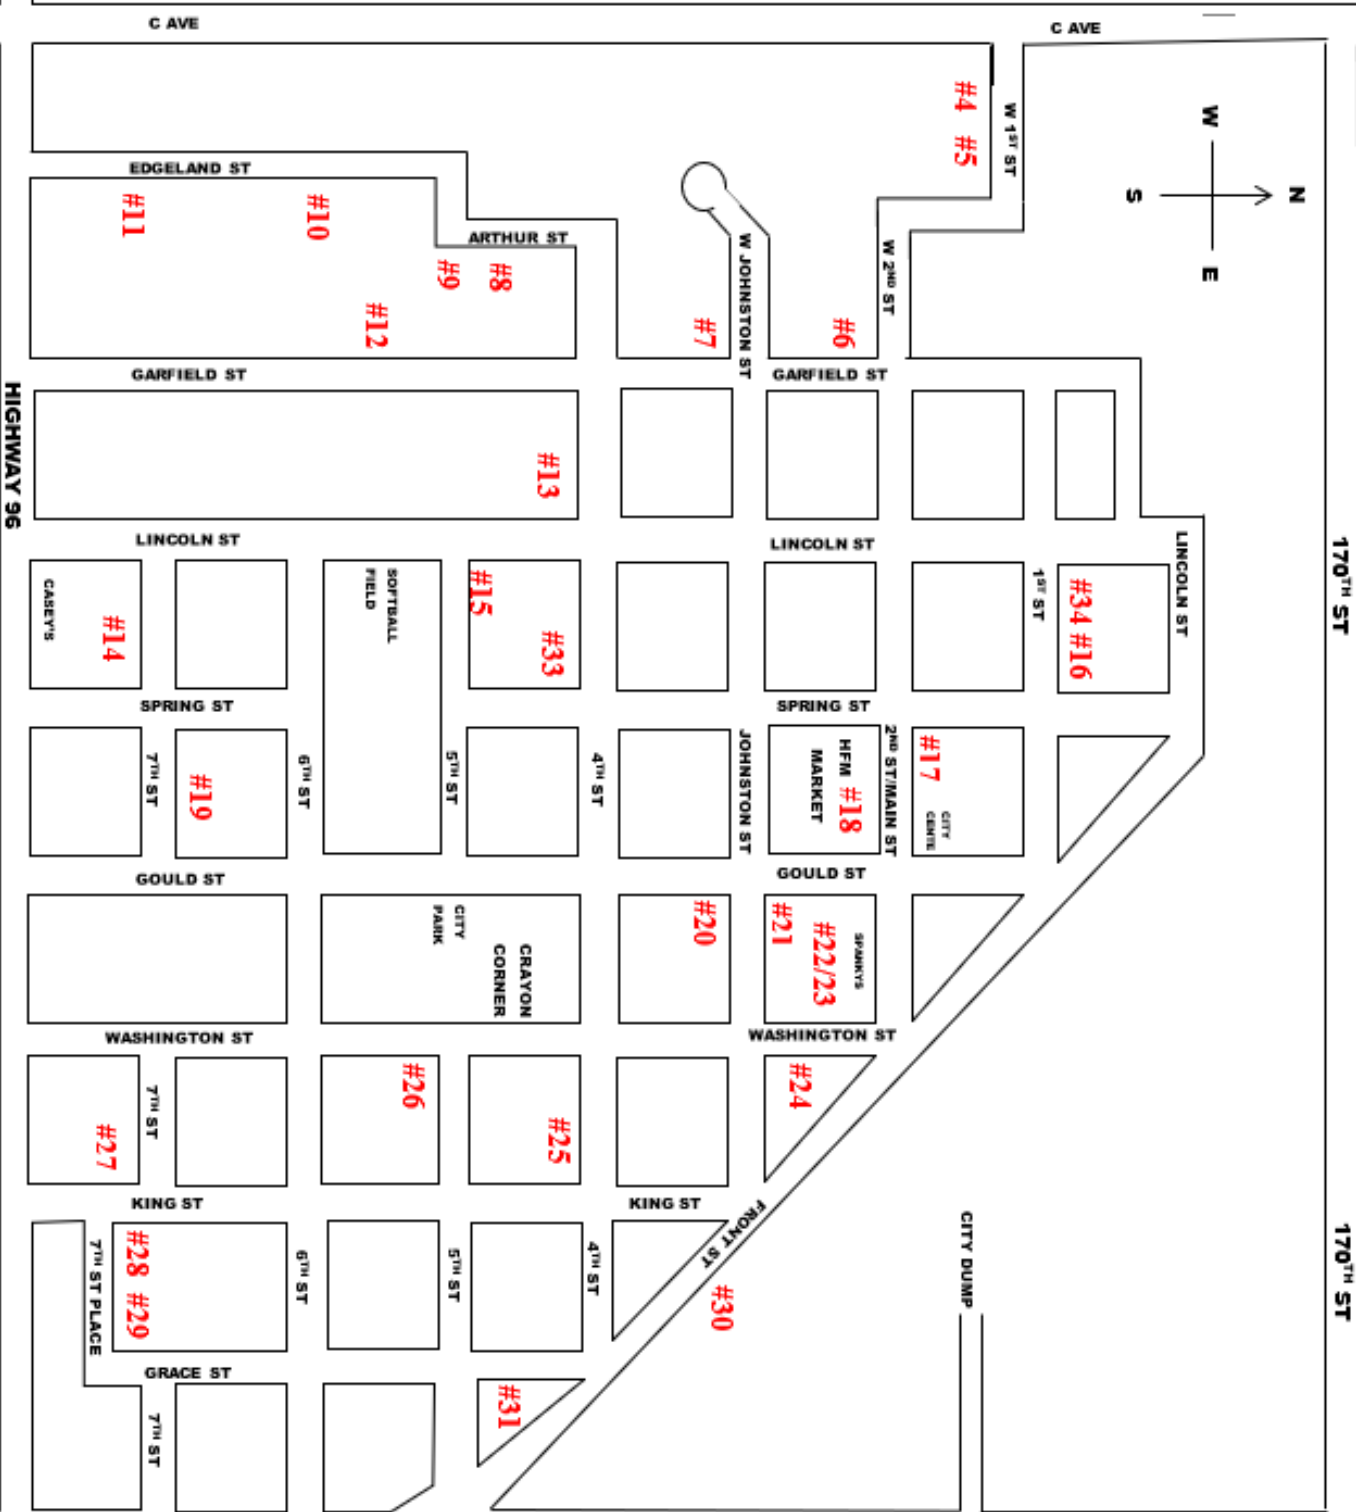 C AVE
C AVE
#4
#5
W 1ST ST
W
S
N
E
EDGELAND ST
#11
#10
ARTHUR ST
#9
#8
#12
#7
W JOHNSTON ST
#6
W 2ND ST
GARFIELD ST
GARFIELD ST
HIGHWAY 96
#13
LINCOLN ST
LINCOLN ST
LINCOLN ST
170TH ST
CASEY'S
#14
SOFTBALL
FIELD
#15
#33
1ST ST
#34 #16
SPRING ST
SPRING ST
7TH ST
#19
6TH ST
5TH ST
4TH ST
JOHNSTON ST
HFM #18
MARKET
2ND ST/MAIN ST
#17
CITY
CENTE
GOULD ST
GOULD ST
CITY
PARK
CRAYON
CORNER
#20
#21
#22/23
SPANKYS
WASHINGTON ST
WASHINGTON ST
7TH ST
#27
#26
#25
#24
KING ST
KING ST
FRONT ST
7TH ST PLACE
#28 #29
6TH ST
5TH ST
4TH ST
#30
CITY DUMP
170TH ST
GRACE ST
7TH ST
#31